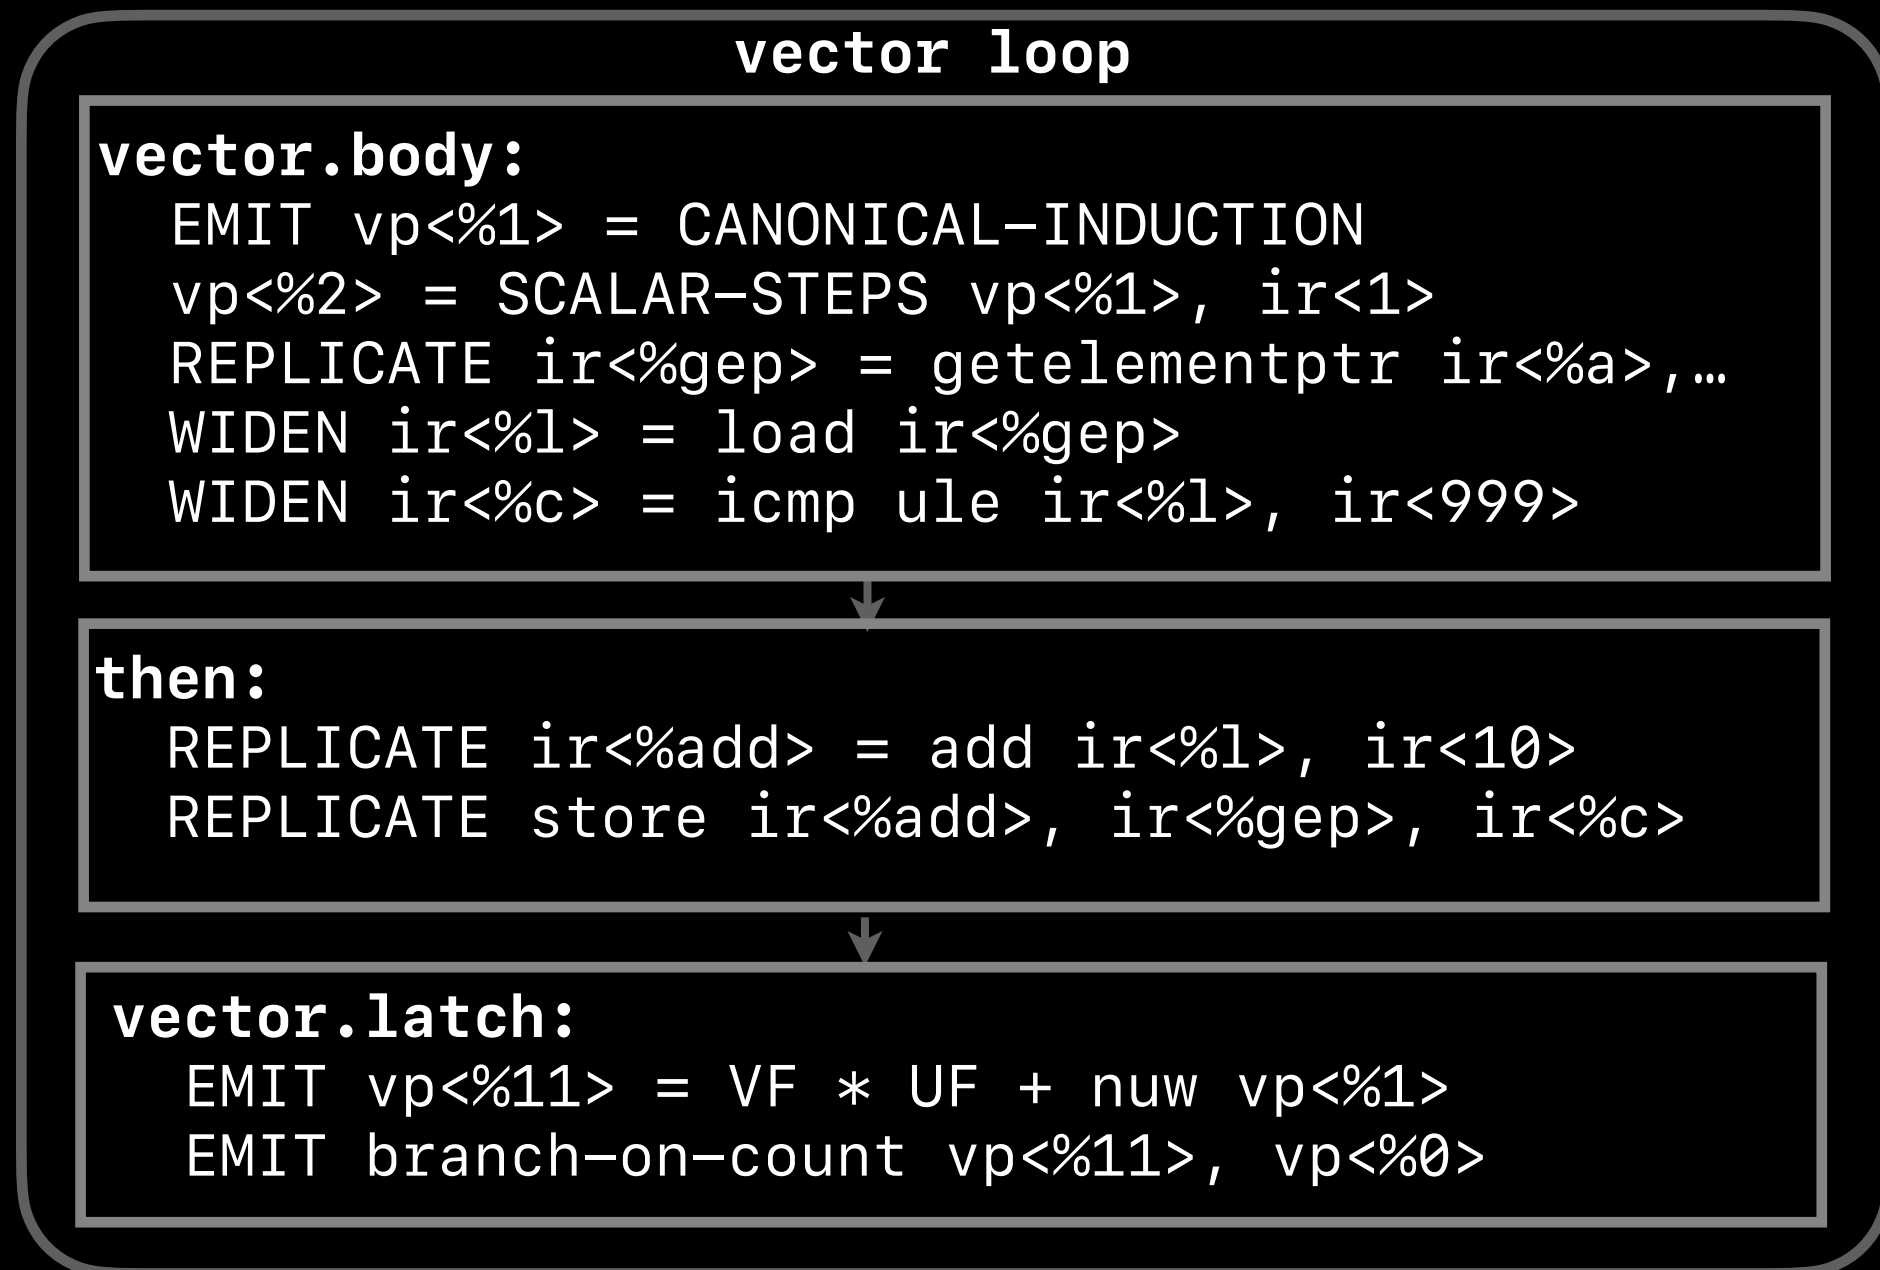 vector loop
vector.body:
EMIT vp<%1> = CANONICAL-INDUCTION
vp<%2> = SCALAR-STEPS vp<%1>, ir<1>
REPLICATE ir<%gep> = getelementptr ir<%a>,…
WIDEN ir<%l> = load ir<%gep>
WIDEN ir<%c> = icmp ule ir<%l>, ir<999>
then:
REPLICATE ir<%add> = add ir<%l>, ir<10>
REPLICATE store ir<%add>, ir<%gep>, ir<%c>
vector.latch:
EMIT vp<%11> = VF * UF + nuw vp<%1>
EMIT branch-on-count vp<%11>, vp<%0>